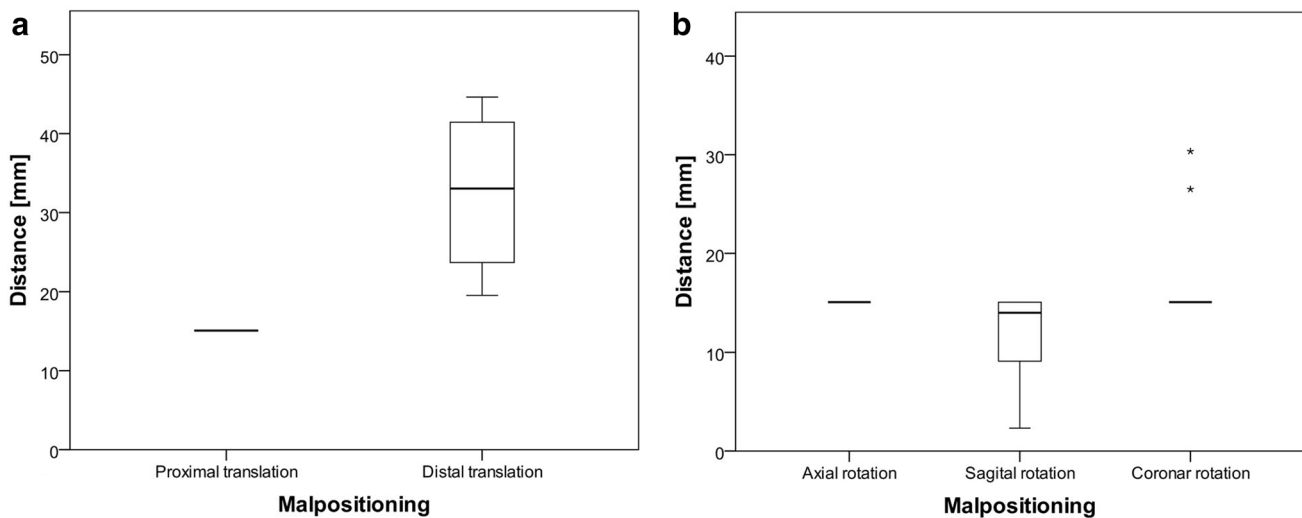 a
50
40
30
20
10
0
Distance [mm]
Proximal translation
Distal translation
Malpositioning
b
40
30
20
10
0
Distance [mm]
*
*
Axial rotation
Sagital rotation
Coronar rotation
Malpositioning